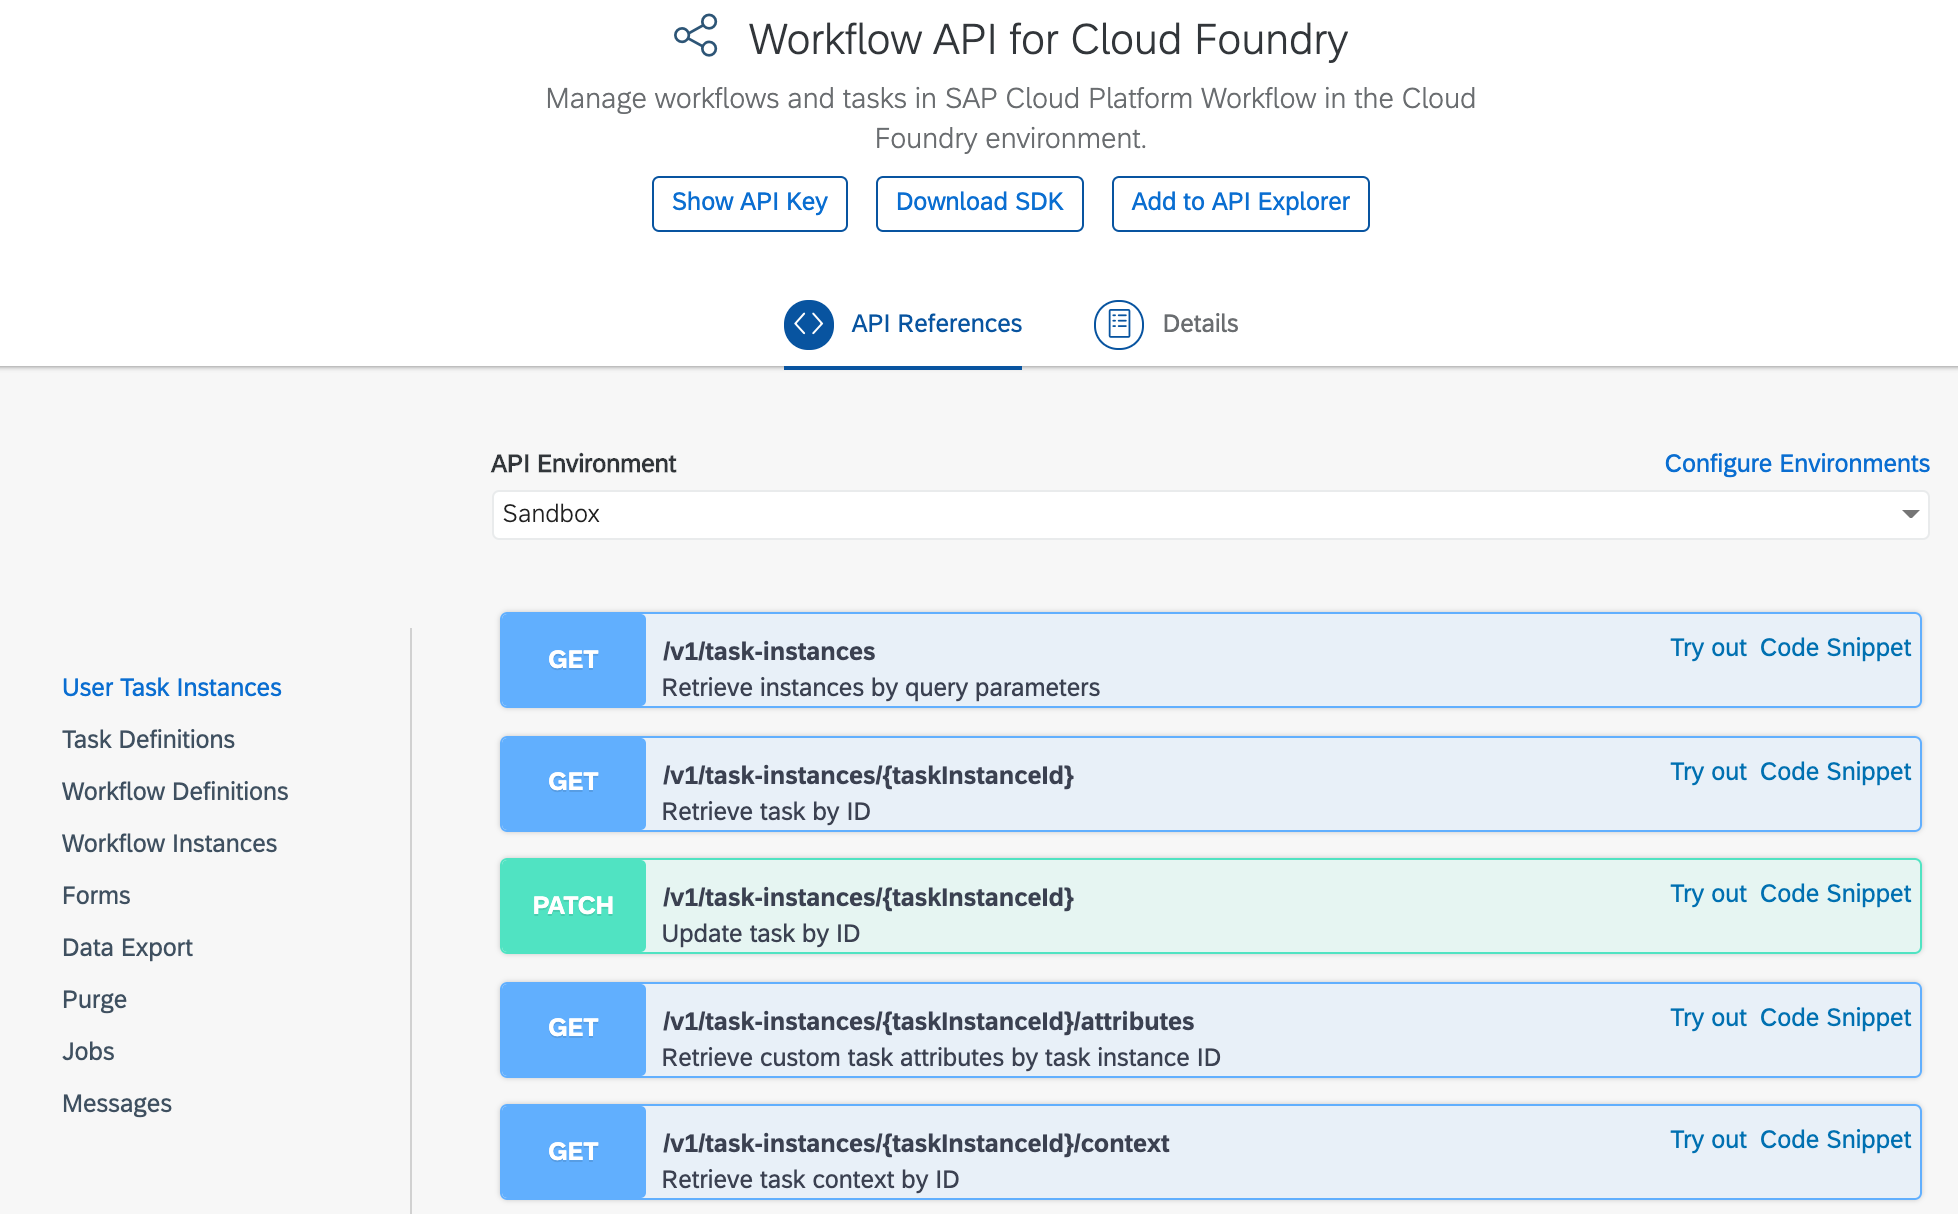 Workflow API for Cloud Foundry
Manage workflows and tasks in SAP Cloud Platform Workflow in the Cloud
Foundry environment.
Show API Key
Download SDK
Add to API Explorer
API References
Details
API Environment
Configure Environments
Sandbox
User Task Instances
Task Definitions
Workflow Definitions
Workflow Instances
Forms
Data Export
Purge
Jobs
Messages
GET
/v1/task-instances
Retrieve instances by query parameters
Try out Code Snippet
GET
/v1/task-instances/{taskInstanceId}
Retrieve task by ID
Try out Code Snippet
PATCH
/v1/task-instances/{taskInstanceId}
Update task by ID
Try out Code Snippet
GET
/v1/task-instances/{taskInstanceId}/attributes
Retrieve custom task attributes by task instance ID
Try out Code Snippet
GET
/v1/task-instances/{taskInstanceId}/context
Retrieve task context by ID
Try out Code Snippet